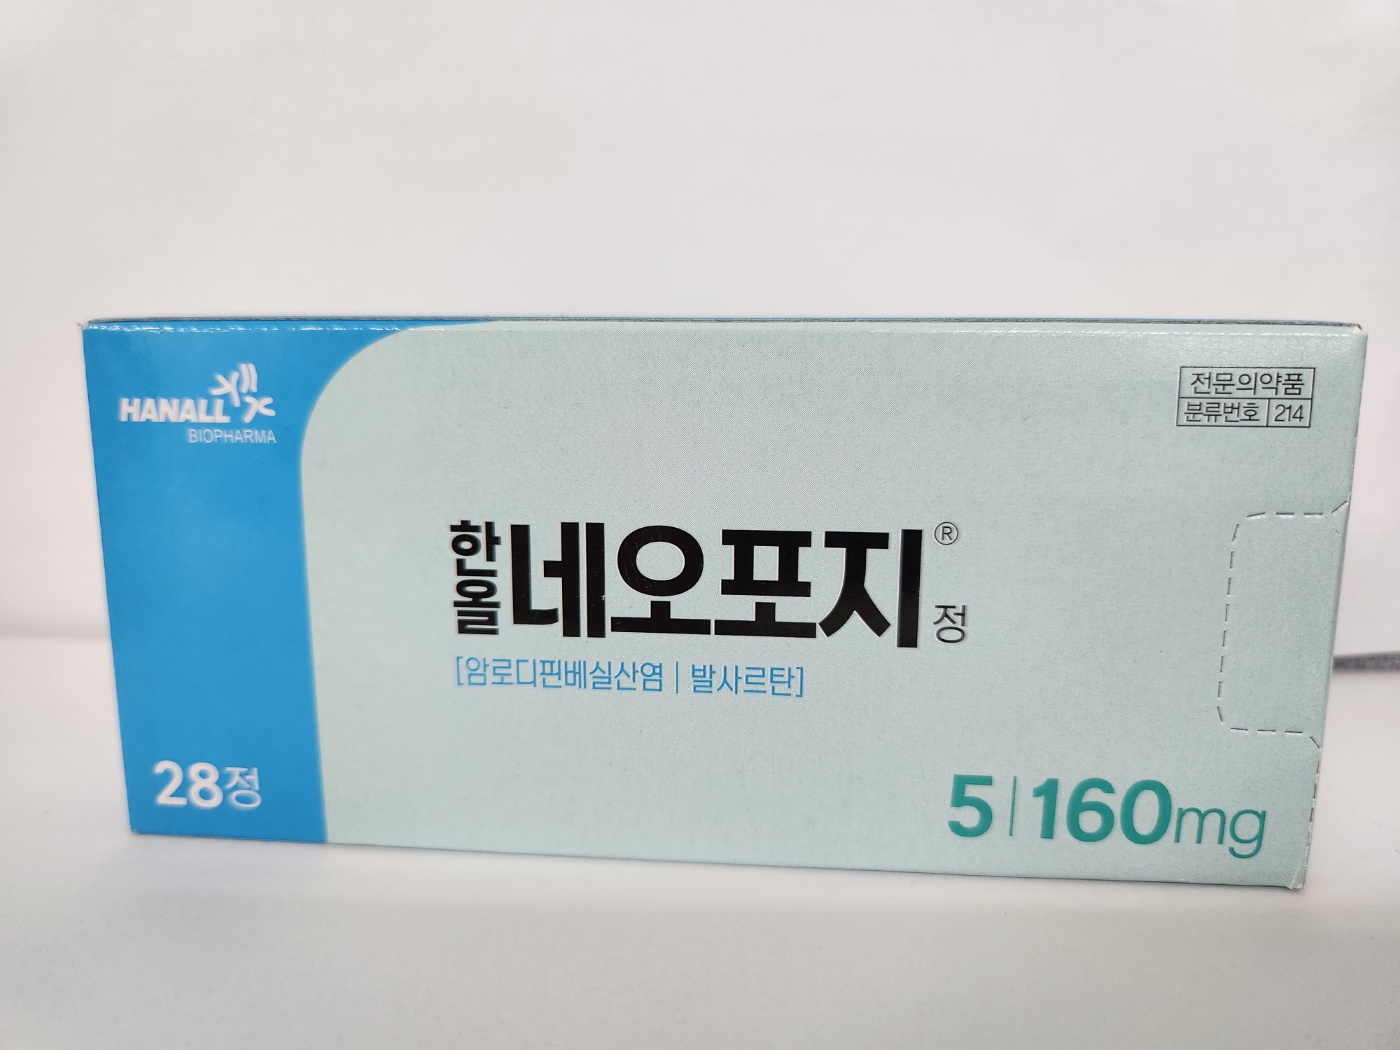 HANALL
BIOPHARMA
전문의약품
분류번호 214
한올 네오포지® 정
[암로디핀베실산염 | 발사르탄]
28정
5 | 160mg